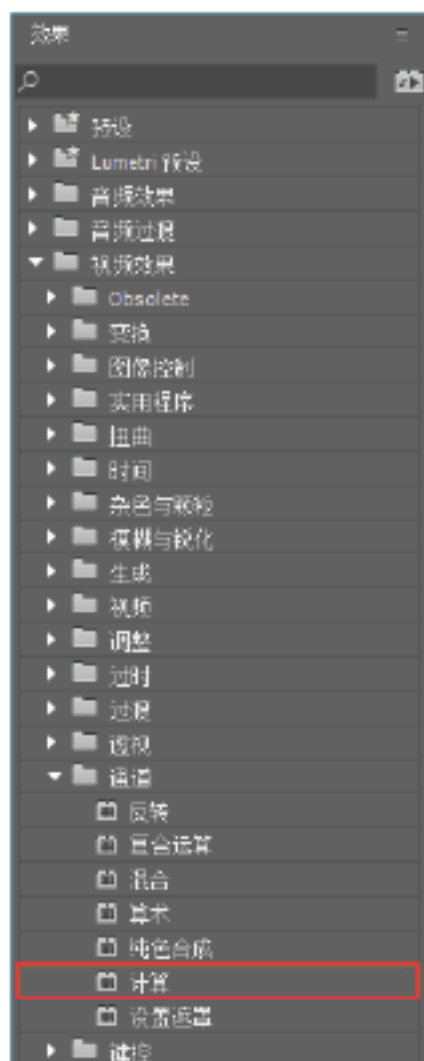 效果
预设
Lumetri 预设
音频效果
音频过渡
视频效果
Obsolete
变换
图像控制
实用程序
扭曲
时间
杂色与颗粒
模糊与锐化
生成
视频
调整
过时
过渡
透视
通道
反转
复合运算
混合
算术
纯色合成
计算
设置遮罩
键控